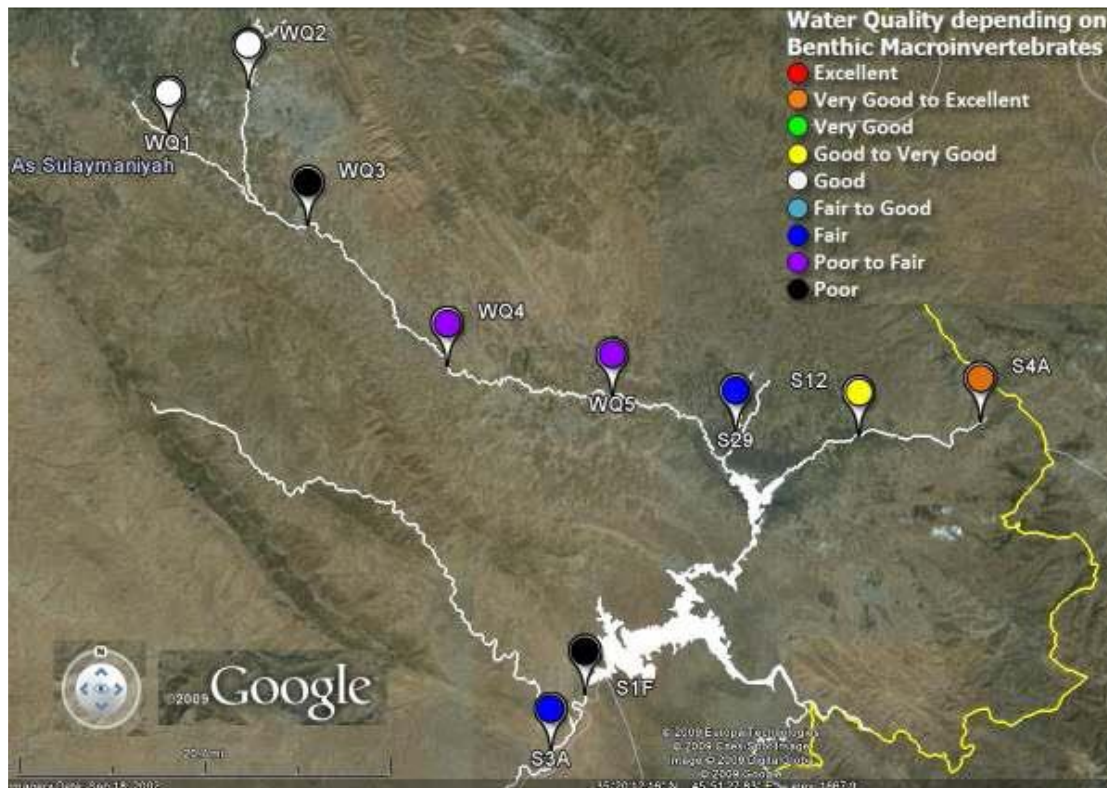 Water Quality depending on
Benthic Macroinvertebrates
Excellent
Very Good to Excellent
Very Good
Good to Very Good
Good
Fair to Good
Fair
Poor to Fair
Poor
WQ2
WQ1
As Sulaymaniyah
WQ3
WQ4
WQ5
S29
S12
S4A
S1F
S3A
N
©2009 Google
© 2009 Europa Technologies
© 2009 Cnes/Spot Image
Image © 2009 DigitalGlobe
© 2009 Google